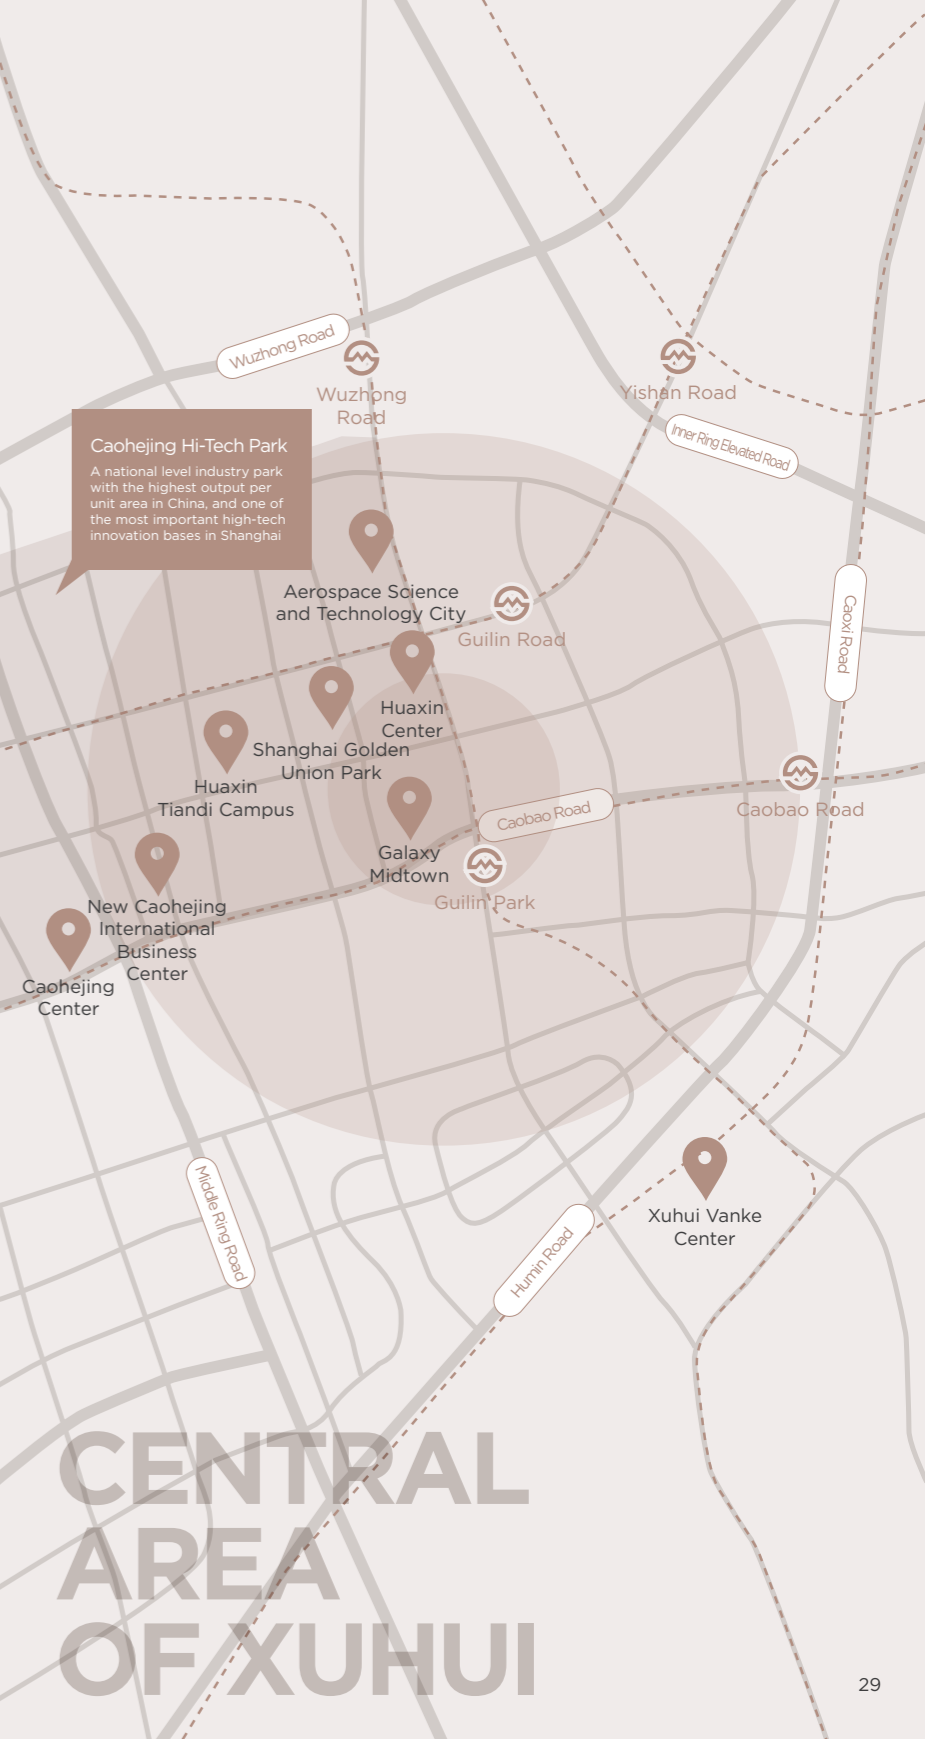 Wuzhong Road
Wuzhong
Road
Yishan Road
Inner Ring Elevated Road
Caohejing Hi-Tech Park
A national level industry park
with the highest output per
unit area in China, and one of
the most important high-tech
innovation bases in Shanghai
Aerospace Science
and Technology City
Guilin Road
Caoxi Road
Huaxin
Center
Shanghai Golden
Union Park
Huaxin
Tiandi Campus
Caobao Road
Caobao Road
Galaxy
Midtown
Guilin Park
New Caohejing
International
Business
Center
Caohejing
Center
Middle Ring Road
Xuhui Vanke
Center
Humin Road
CENTRAL
AREA
OF XUHUI
29